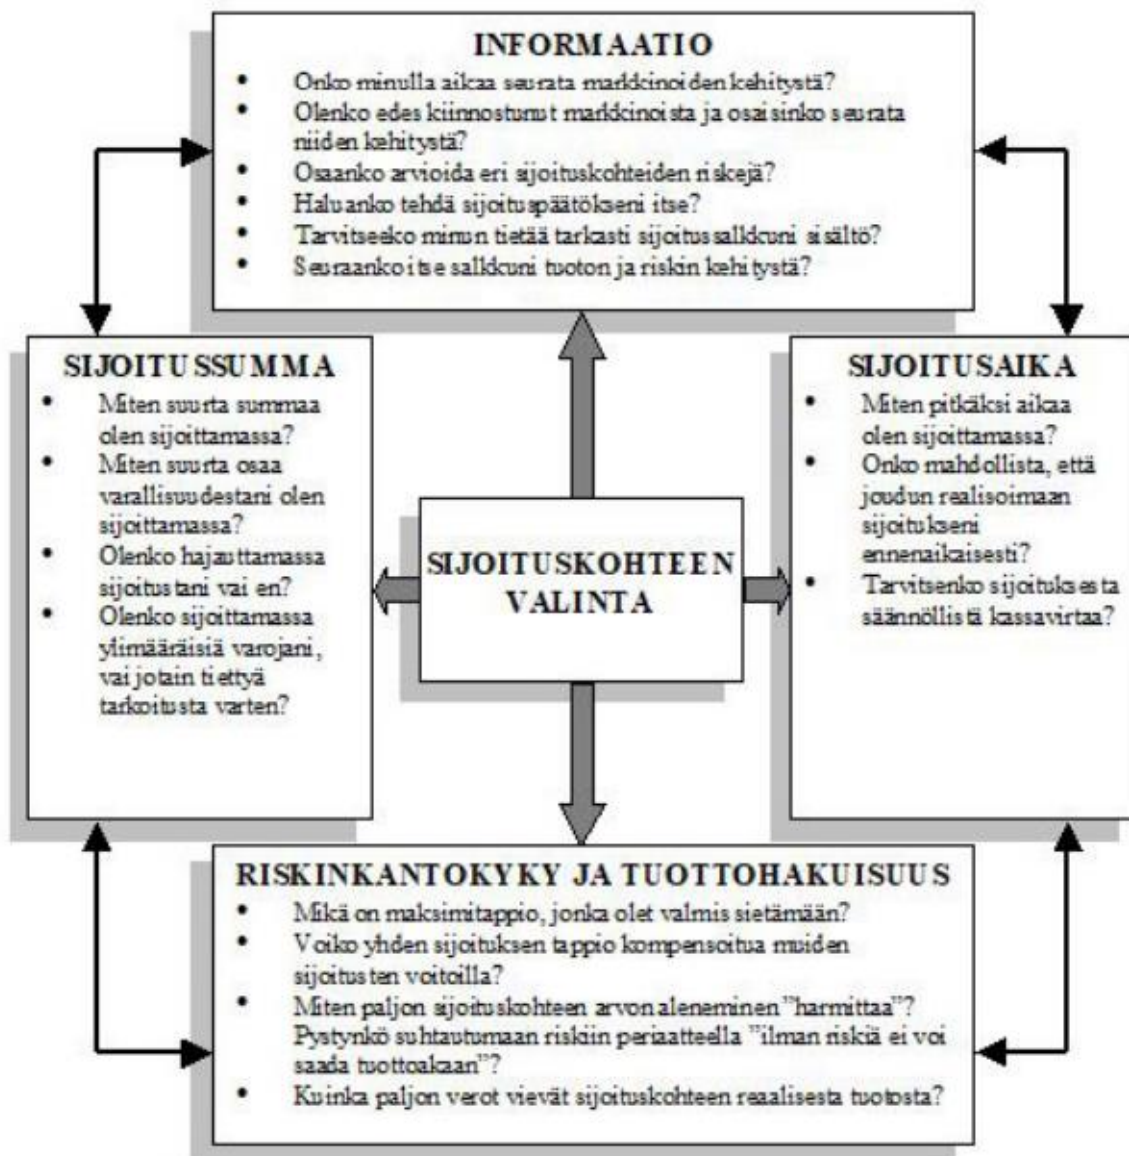 INFORMAATIO
• Onko minulla aikaa seurata markkinoiden kehitystä?
• Olenko edes kiinnostunut markkinoista ja osaisinko seurata
niiden kehitystä?
• Osaanko arvioida eri sijoituskohteiden riskejä?
• Haluanko tehdä sijoituspäätökseni itse?
• Tarvitseeko minun tietää tarkasti sijoitussalkkuni sisältö?
• Seuraanko itse salkkuni tuoton ja riskin kehitystä?
SIJOITUSSUMMA
• Miten suurta summaa
olen sijoittamassa?
• Miten suurta osaa
varallisuudestani olen
sijoittamassa?
• Olenko hajauttamassa
sijoitustani vai en?
• Olenko sijoittamassa
ylimääräisiä varojani,
vai jotain tiettyä
tarkoitusta varten?
SIJOITUSKOHTEEN
VALINTA
SIJOITUSAIKA
• Miten pitkäksi aikaa
olen sijoittamassa?
• Onko mahdollista, että
joudun realisoimaan
sijoitukseni
ennenaikaisesti?
• Tarvitsenko sijoituksesta
säännöllistä kassavirtaa?
RISKINKANTOKYKY JA TUOTTOHAKUISUUS
• Mikä on maksimitappio, jonka olet valmis sietämään?
• Voiko yhden sijoituksen tappio kompensoitua muiden
sijoitusten voitoilla?
• Miten paljon sijoituskohteen arvon aleneminen ”harmittaa”?
Pystynkö suhtautumaan riskiin periaatteella ”ilman riskiä ei voi
saada tuottoakaan”?
• Kuinka paljon verot vievät sijoituskohteen reaalisesta tuotosta?